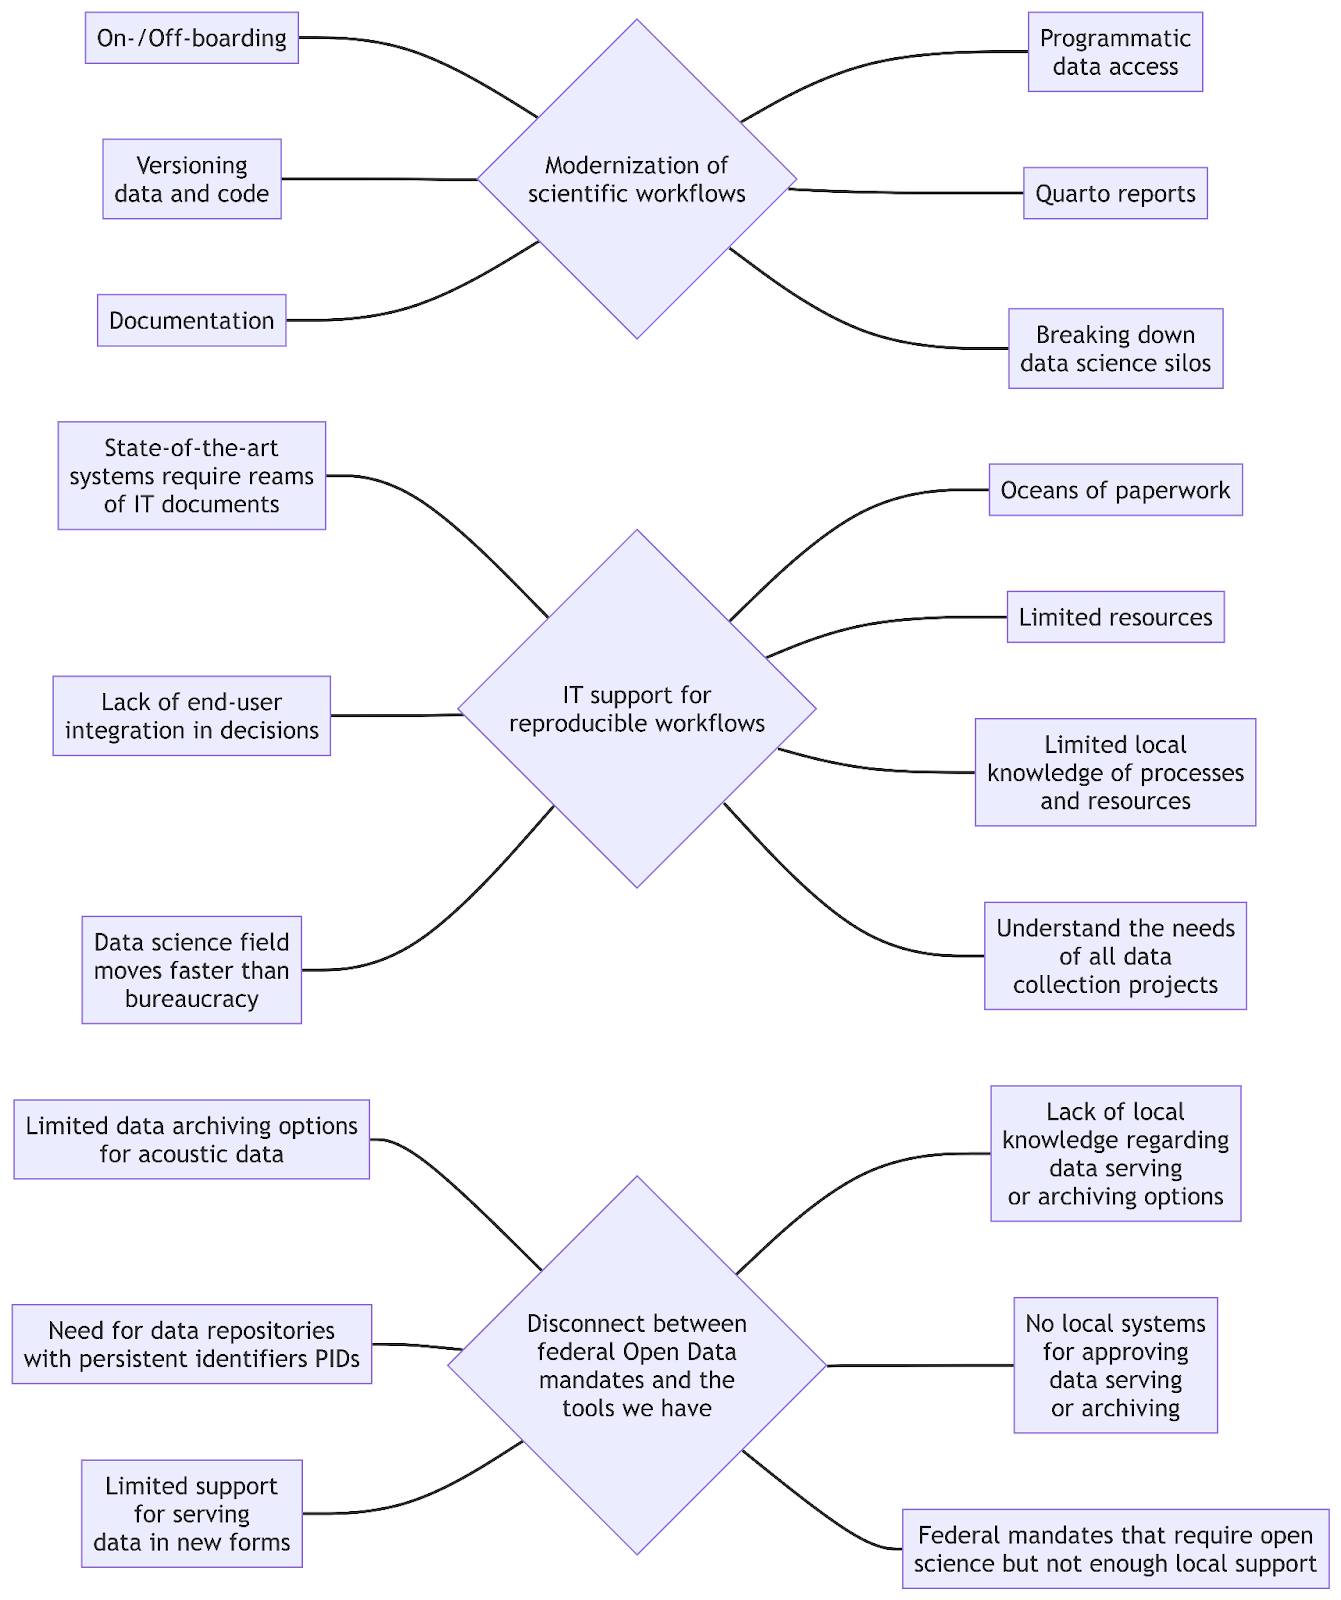 On-/Off-boarding
Versioning
data and code
Documentation
Modernization of
scientific workflows
Programmatic
data access
Quarto reports
Breaking down
data science silos
State-of-the-art
systems require reams
of IT documents
Lack of end-user
integration in decisions
Data science field
moves faster than
bureaucracy
IT support for
reproducible workflows
Oceans of paperwork
Limited resources
Limited local
knowledge of processes
and resources
Understand the needs
of all data
collection projects
Limited data archiving options
for acoustic data
Need for data repositories
with persistent identifiers PIDs
Limited support
for serving
data in new forms
Disconnect between
federal Open Data
mandates and the
tools we have
Lack of local
knowledge regarding
data serving
or archiving options
No local systems
for approving
data serving
or archiving
Federal mandates that require open
science but not enough local support